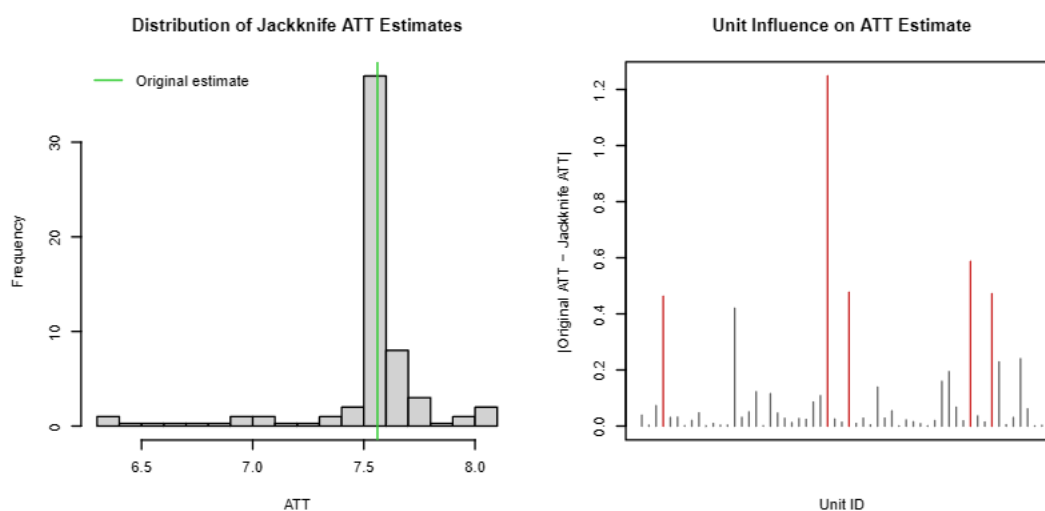 Distribution of Jackknife ATT Estimates
Original estimate
Frequency
0
10
20
30
6.5 7.0 7.5 8.0
ATT
Unit Influence on ATT Estimate
|Original ATT − Jackknife ATT|
0.0
0.2
0.4
0.6
0.8
1.0
1.2
Unit ID